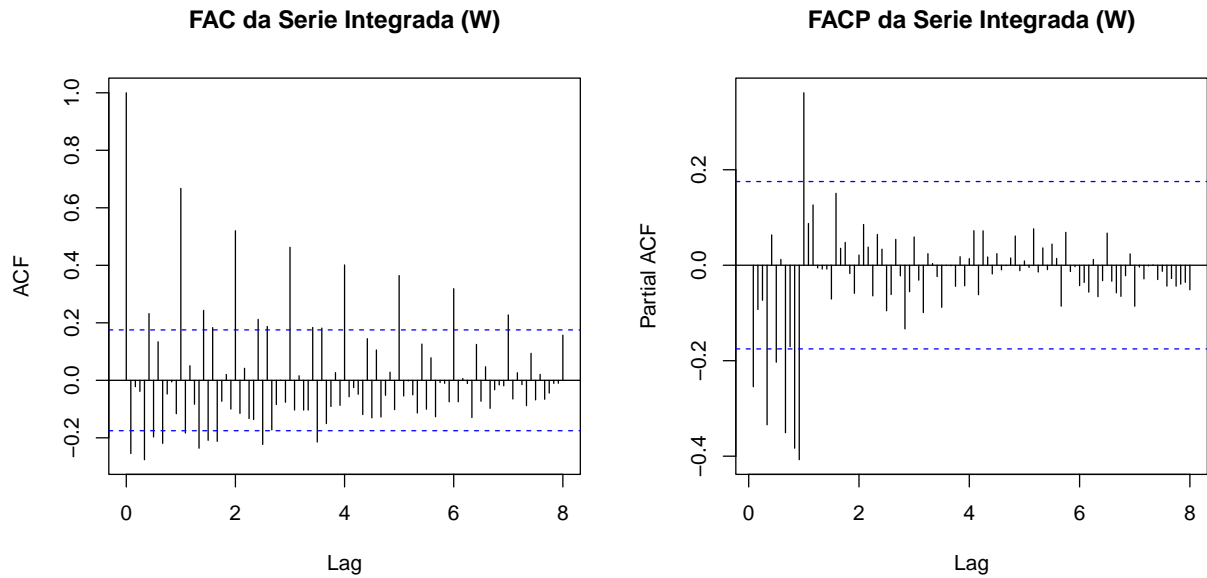 FAC da Serie Integrada (W)
ACF
1.0
0.8
0.6
0.4
0.2
0.0
−0.2
0 2 4 6 8
Lag
FACP da Serie Integrada (W)
Partial ACF
0.2
0.0
−0.2
−0.4
0 2 4 6 8
Lag